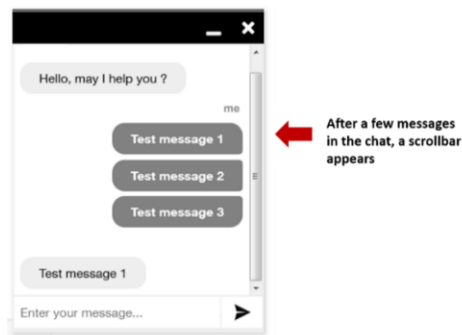 Hello, may I help you ?
me
Test message 1
Test message 2
Test message 3
Test message 1
Enter your message...
After a few messages
in the chat, a scrollbar
appears